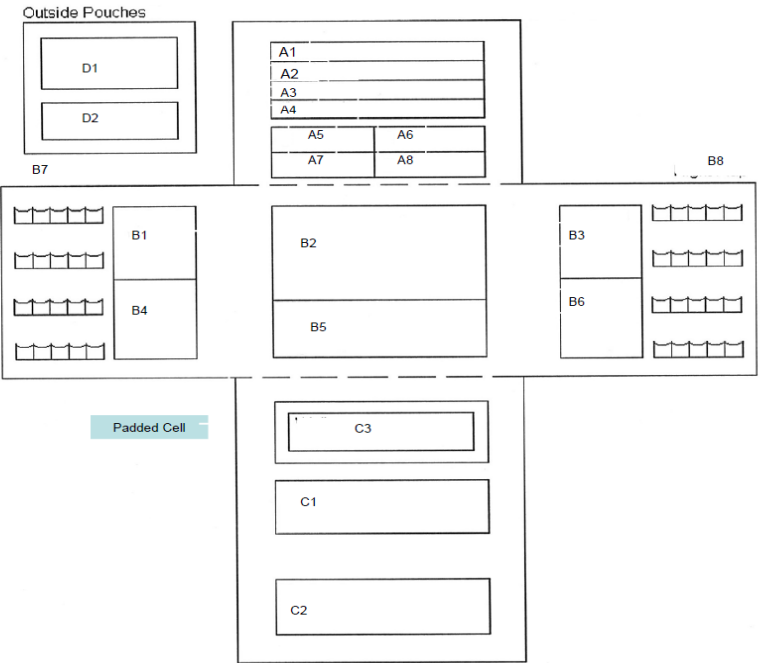 Outside Pouches
D1
D2
A1
A2
A3
A4
A5
A6
A7
A8
B7
B8
B1
B2
B3
B4
B5
B6
Padded Cell
C3
C1
C2